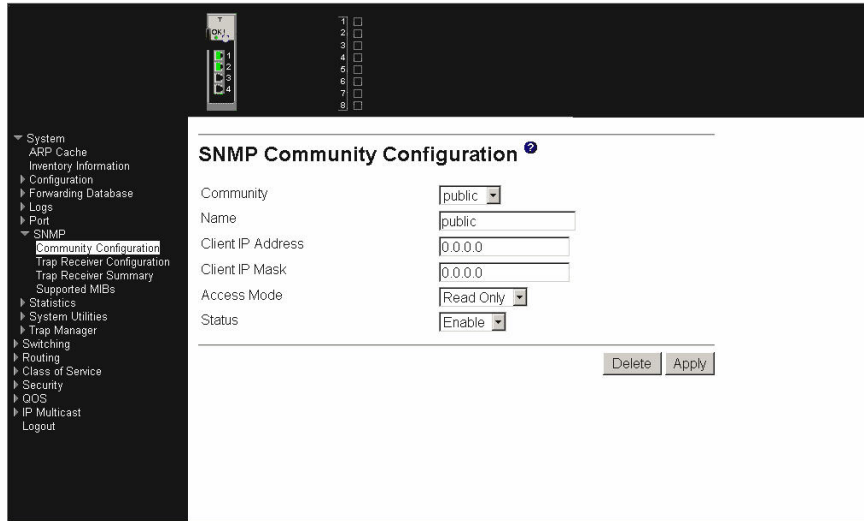 OK!
1
2
3
4
1
2
3
4
5
6
7
8
System
ARP Cache
Inventory Information
Configuration
Forwarding Database
Logs
Port
SNMP
Community Configuration
Trap Receiver Configuration
Trap Receiver Summary
Supported MIBs
Statistics
System Utilities
Trap Manager
Switching
Routing
Class of Service
Security
QOS
IP Multicast
Logout
SNMP Community Configuration ?
Community public
Name public
Client IP Address 0.0.0.0
Client IP Mask 0.0.0.0
Access Mode Read Only
Status Enable
Delete Apply